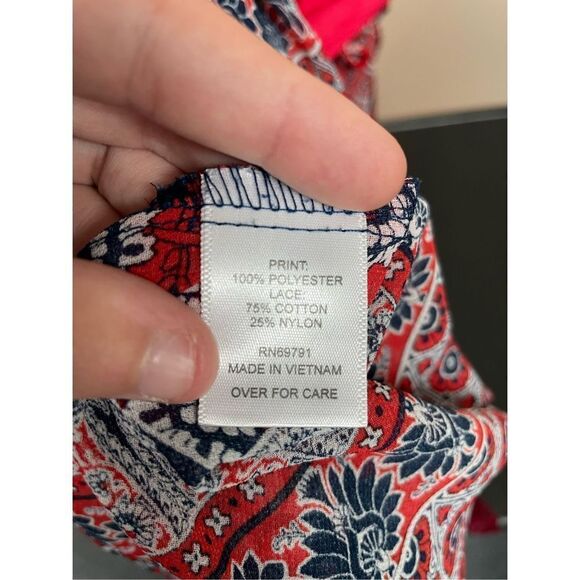 PRINT:
100% POLYESTER
LACE:
75% COTTON
25% NYLON
RN69791
MADE IN VIETNAM
OVER FOR CARE